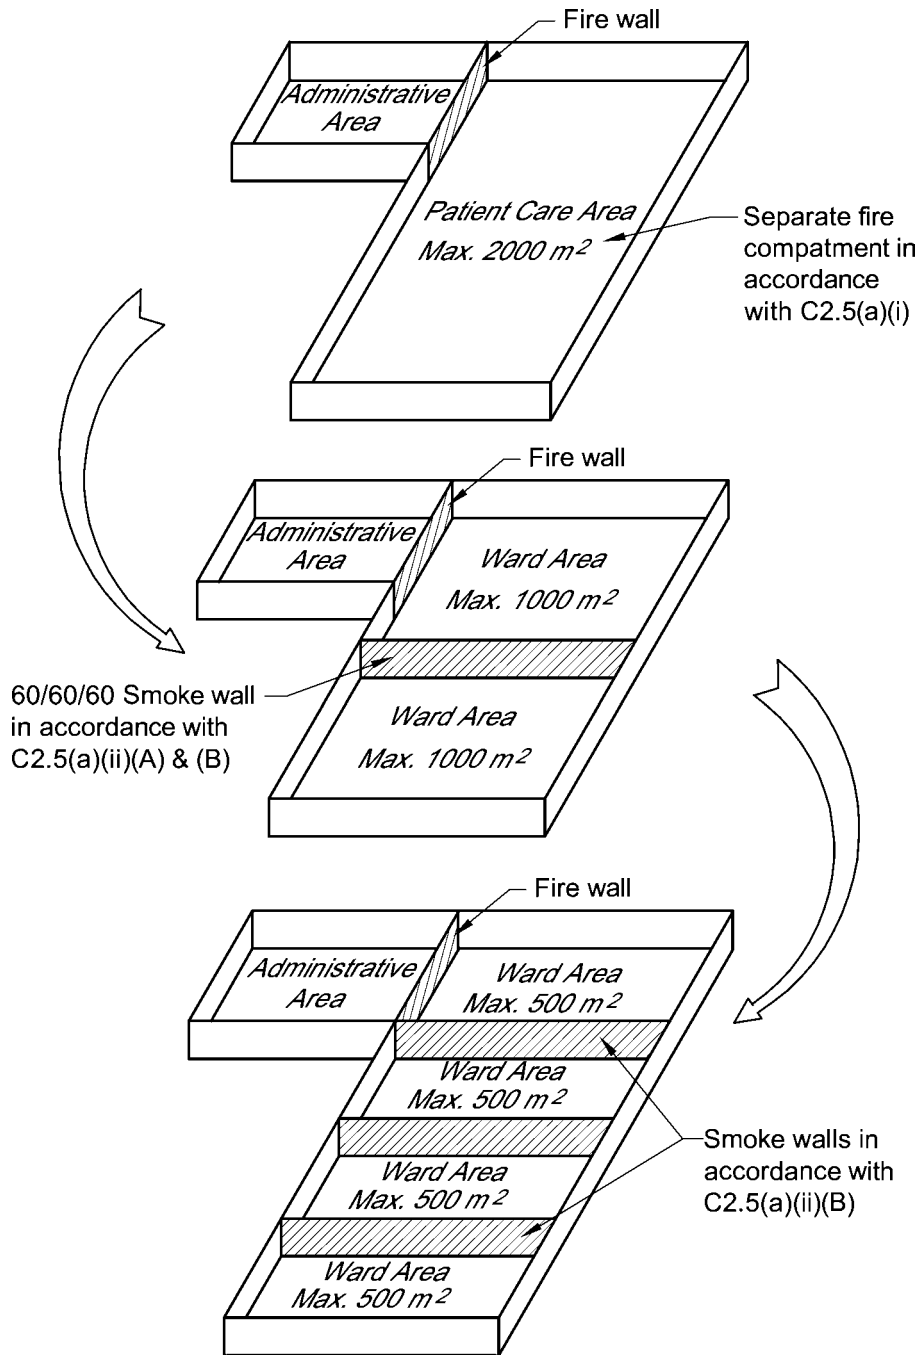 Fire wall
Administrative
Area
Patient Care Area
Max. 2000 m²
Separate fire
compatment in
accordance
with C2.5(a)(i)
Fire wall
Administrative
Area
Ward Area
Max. 1000 m²
60/60/60 Smoke wall
in accordance with
C2.5(a)(ii)(A) & (B)
Ward Area
Max. 1000 m²
Fire wall
Administrative
Area
Ward Area
Max. 500 m²
Ward Area
Max. 500 m²
Smoke walls in
accordance with
C2.5(a)(ii)(B)
Ward Area
Max. 500 m²
Ward Area
Max. 500 m²